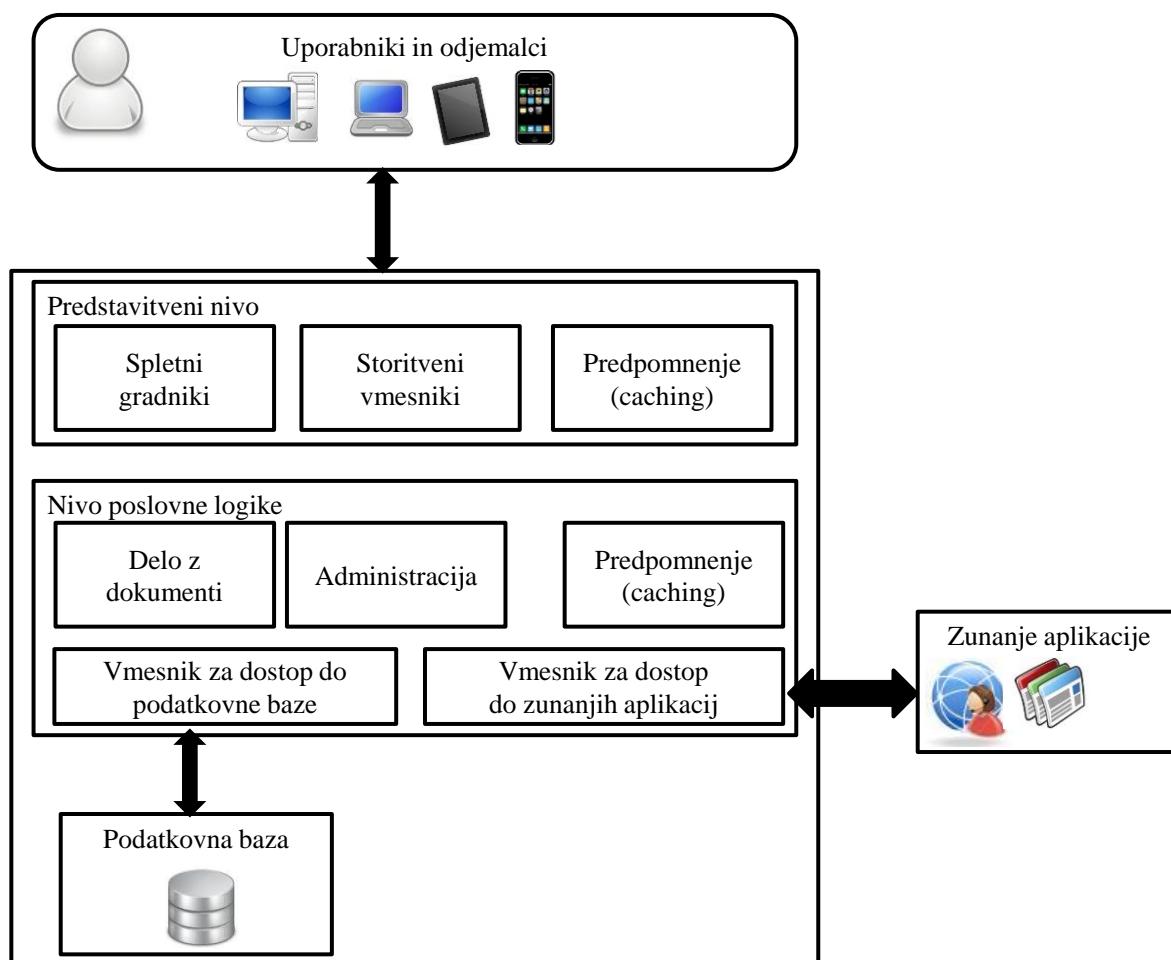 Uporabniki in odjemalci
Predstavitveni nivo
Spletni
gradniki
Storitveni
vmesniki
Predpomnenje
(caching)
Nivo poslovne logike
Delo z
dokumenti
Administracija
Predpomnenje
(caching)
Vmesnik za dostop do
podatkovne baze
Vmesnik za dostop
do zunanjih aplikacij
Zunanje aplikacije
Podatkovna baza